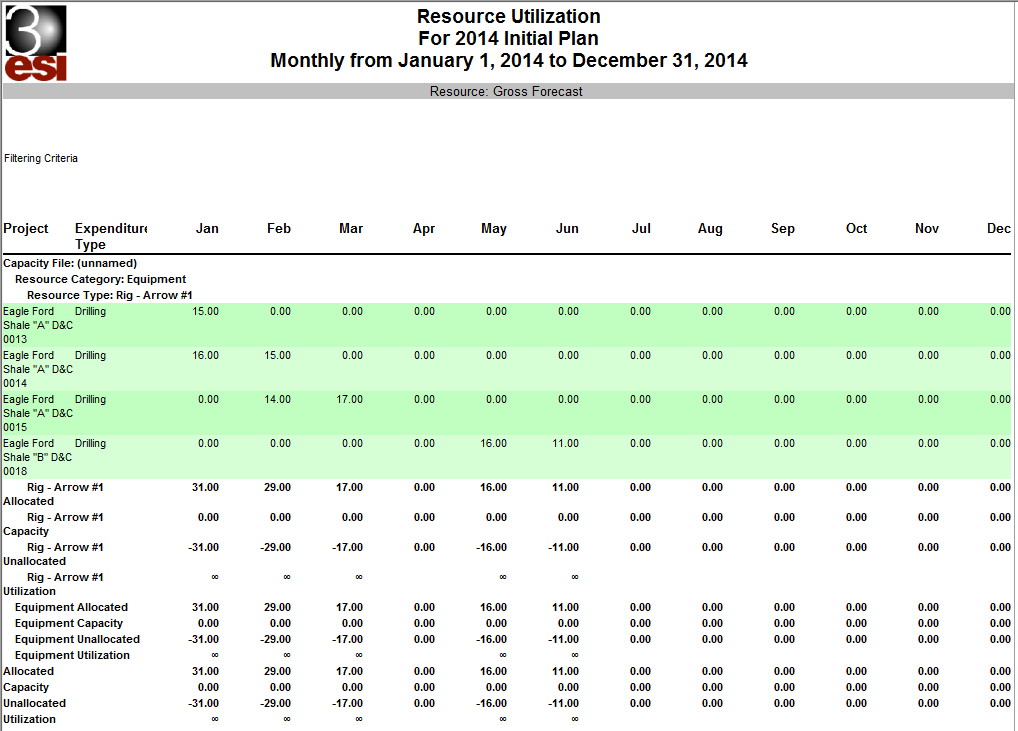 3
esi
Resource Utilization
For 2014 Initial Plan
Monthly from January 1, 2014 to December 31, 2014
Resource: Gross Forecast
Filtering Criteria
Project Expenditure Jan Feb Mar Apr May Jun Jul Aug Sep Oct Nov Dec
Type
Capacity File: (unnamed)
Resource Category: Equipment
Resource Type: Rig - Arrow #1
Eagle Ford Drilling 15.00 0.00 0.00 0.00 0.00 0.00 0.00 0.00 0.00 0.00 0.00 0.00
Shale "A" D&C
0013
Eagle Ford Drilling 16.00 15.00 0.00 0.00 0.00 0.00 0.00 0.00 0.00 0.00 0.00 0.00
Shale "A" D&C
0014
Eagle Ford Drilling 0.00 14.00 17.00 0.00 0.00 0.00 0.00 0.00 0.00 0.00 0.00 0.00
Shale "A" D&C
0015
Eagle Ford Drilling 0.00 0.00 0.00 0.00 16.00 11.00 0.00 0.00 0.00 0.00 0.00 0.00
Shale "B" D&C
0018
Rig - Arrow #1 31.00 29.00 17.00 0.00 16.00 11.00 0.00 0.00 0.00 0.00 0.00 0.00
Allocated
Rig - Arrow #1 0.00 0.00 0.00 0.00 0.00 0.00 0.00 0.00 0.00 0.00 0.00 0.00
Capacity
Rig - Arrow #1 -31.00 -29.00 -17.00 0.00 -16.00 -11.00 0.00 0.00 0.00 0.00 0.00 0.00
Unallocated
Rig - Arrow #1 ∞ ∞ ∞ ∞ ∞
Utilization
Equipment Allocated 31.00 29.00 17.00 0.00 16.00 11.00 0.00 0.00 0.00 0.00 0.00 0.00
Equipment Capacity 0.00 0.00 0.00 0.00 0.00 0.00 0.00 0.00 0.00 0.00 0.00 0.00
Equipment Unallocated -31.00 -29.00 -17.00 0.00 -16.00 -11.00 0.00 0.00 0.00 0.00 0.00 0.00
Equipment Utilization ∞ ∞ ∞ ∞ ∞
Allocated 31.00 29.00 17.00 0.00 16.00 11.00 0.00 0.00 0.00 0.00 0.00 0.00
Capacity 0.00 0.00 0.00 0.00 0.00 0.00 0.00 0.00 0.00 0.00 0.00 0.00
Unallocated -31.00 -29.00 -17.00 0.00 -16.00 -11.00 0.00 0.00 0.00 0.00 0.00 0.00
Utilization ∞ ∞ ∞ ∞ ∞